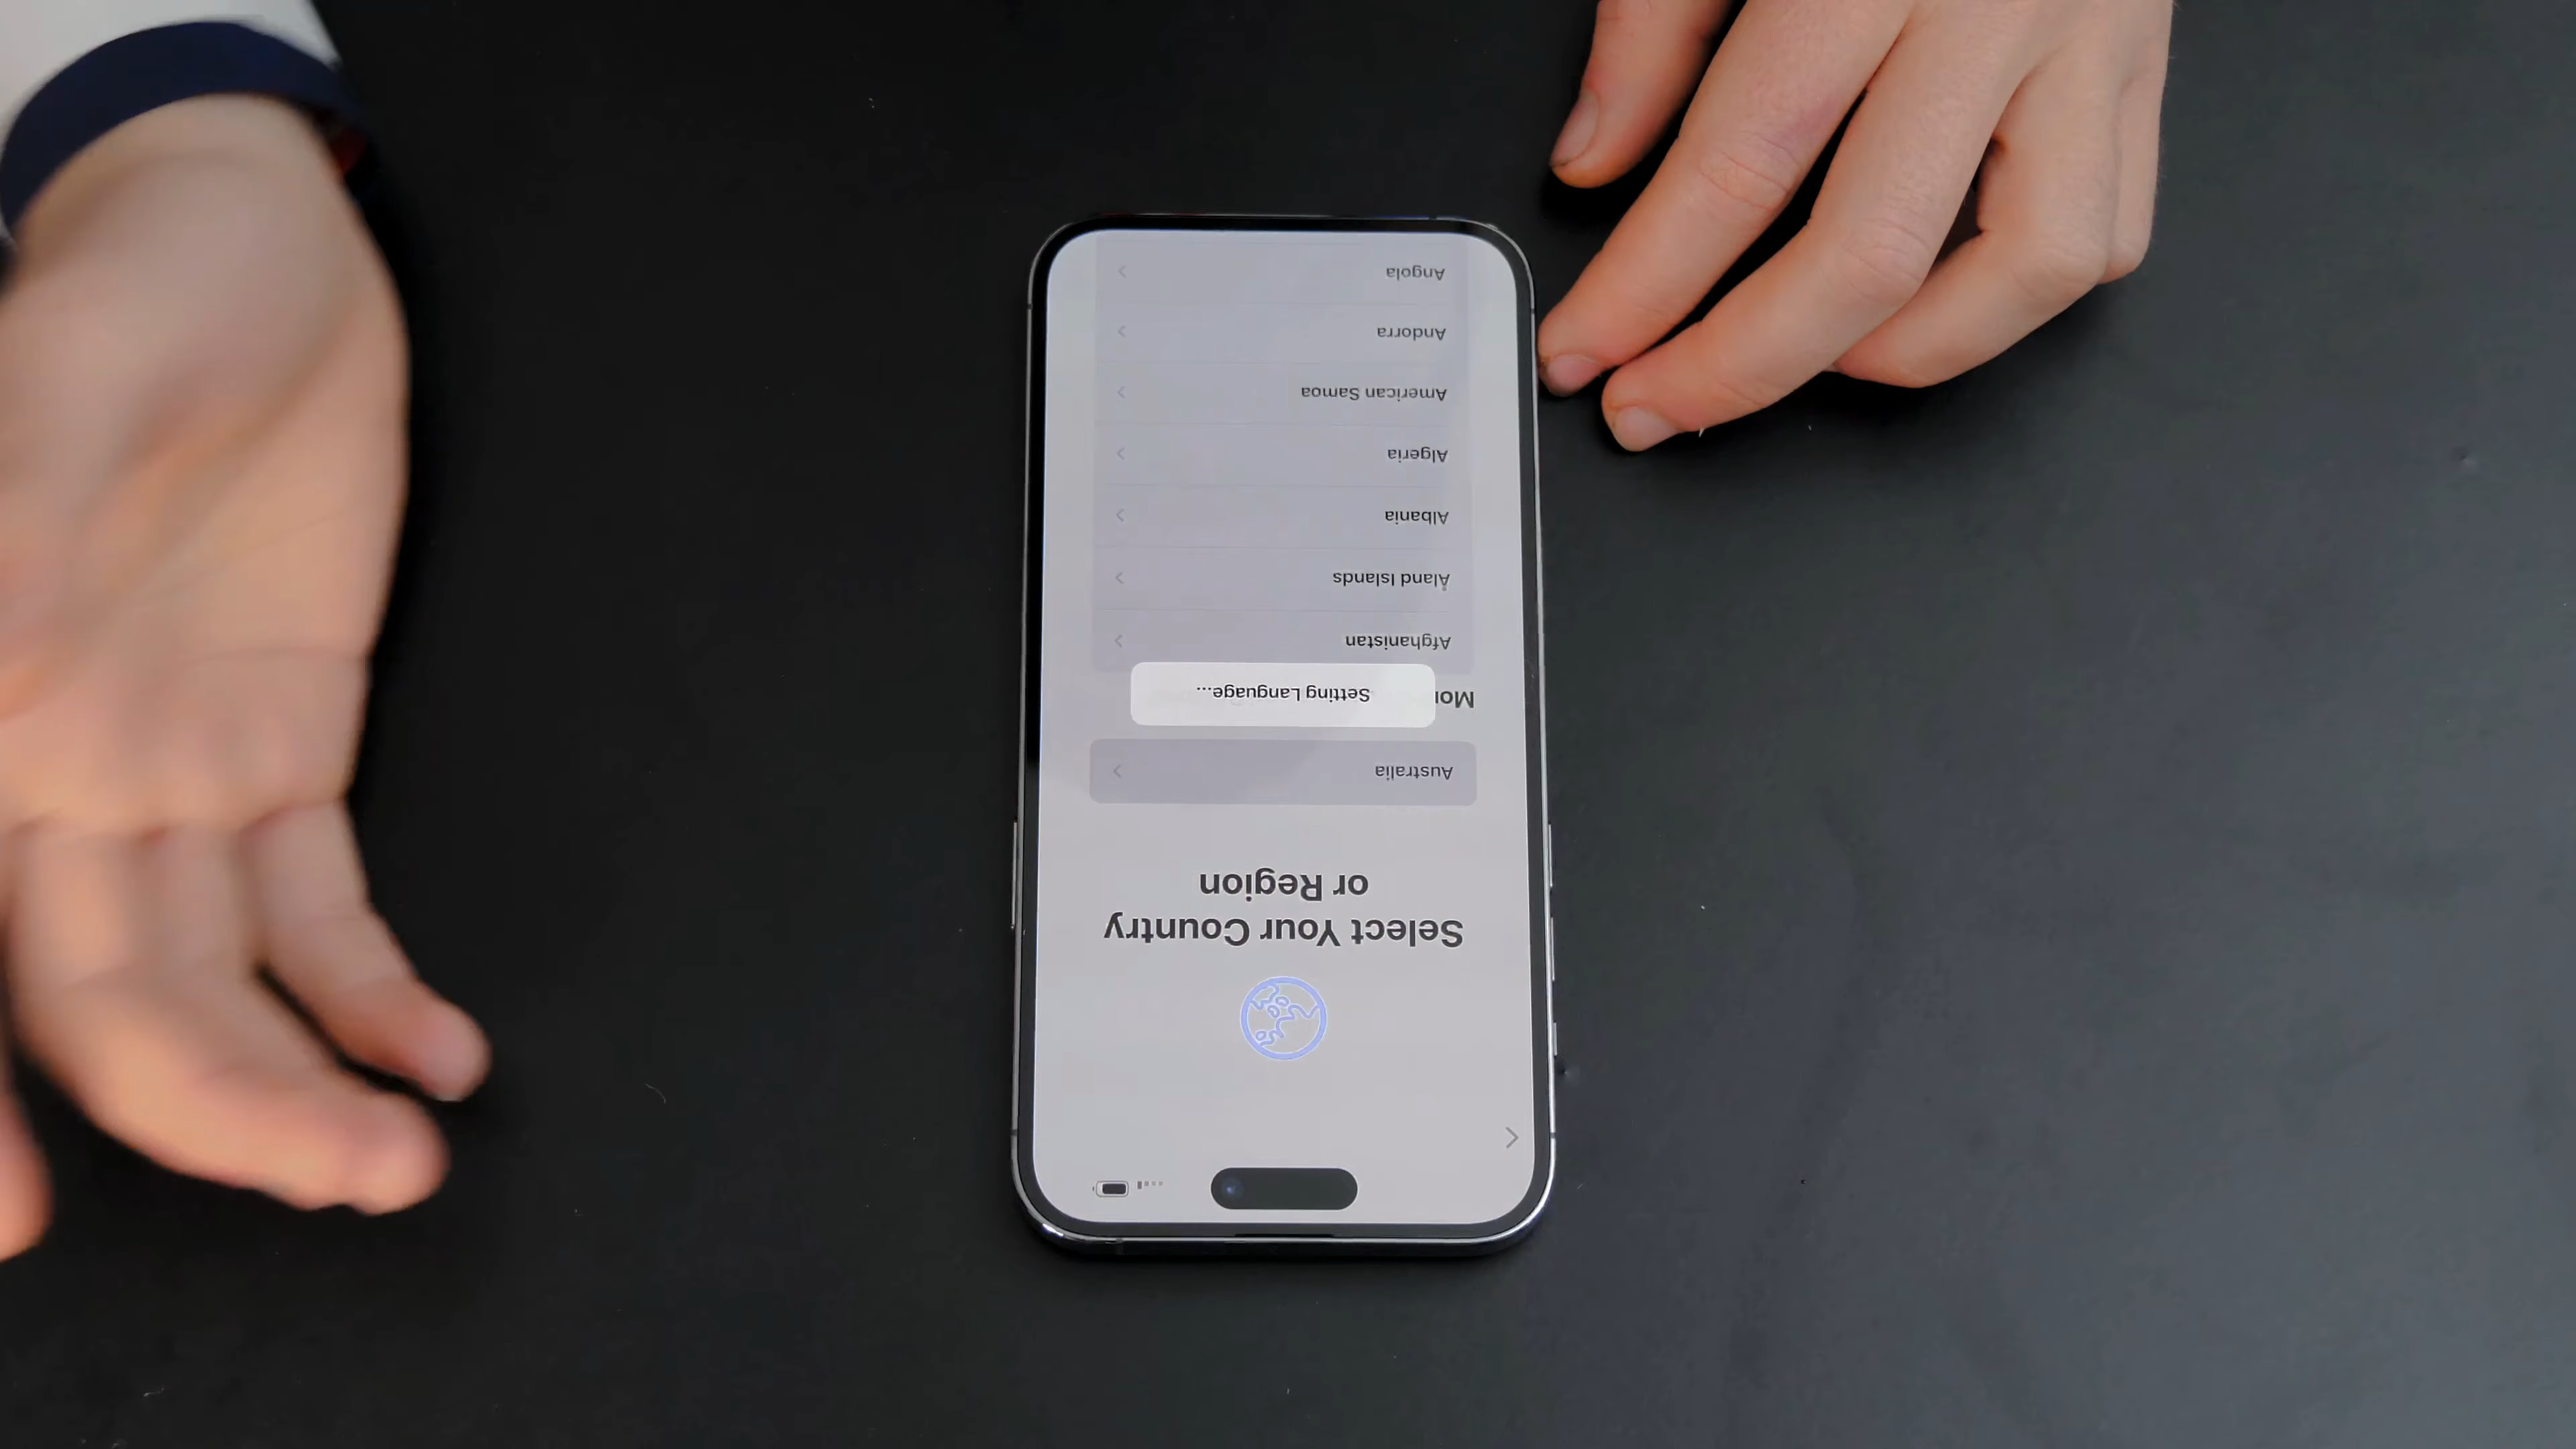 Select Your Country
or Region
Australia
Setting Language...
Afghanistan
Åland Islands
Albania
Algeria
American Samoa
Andorra
Angola